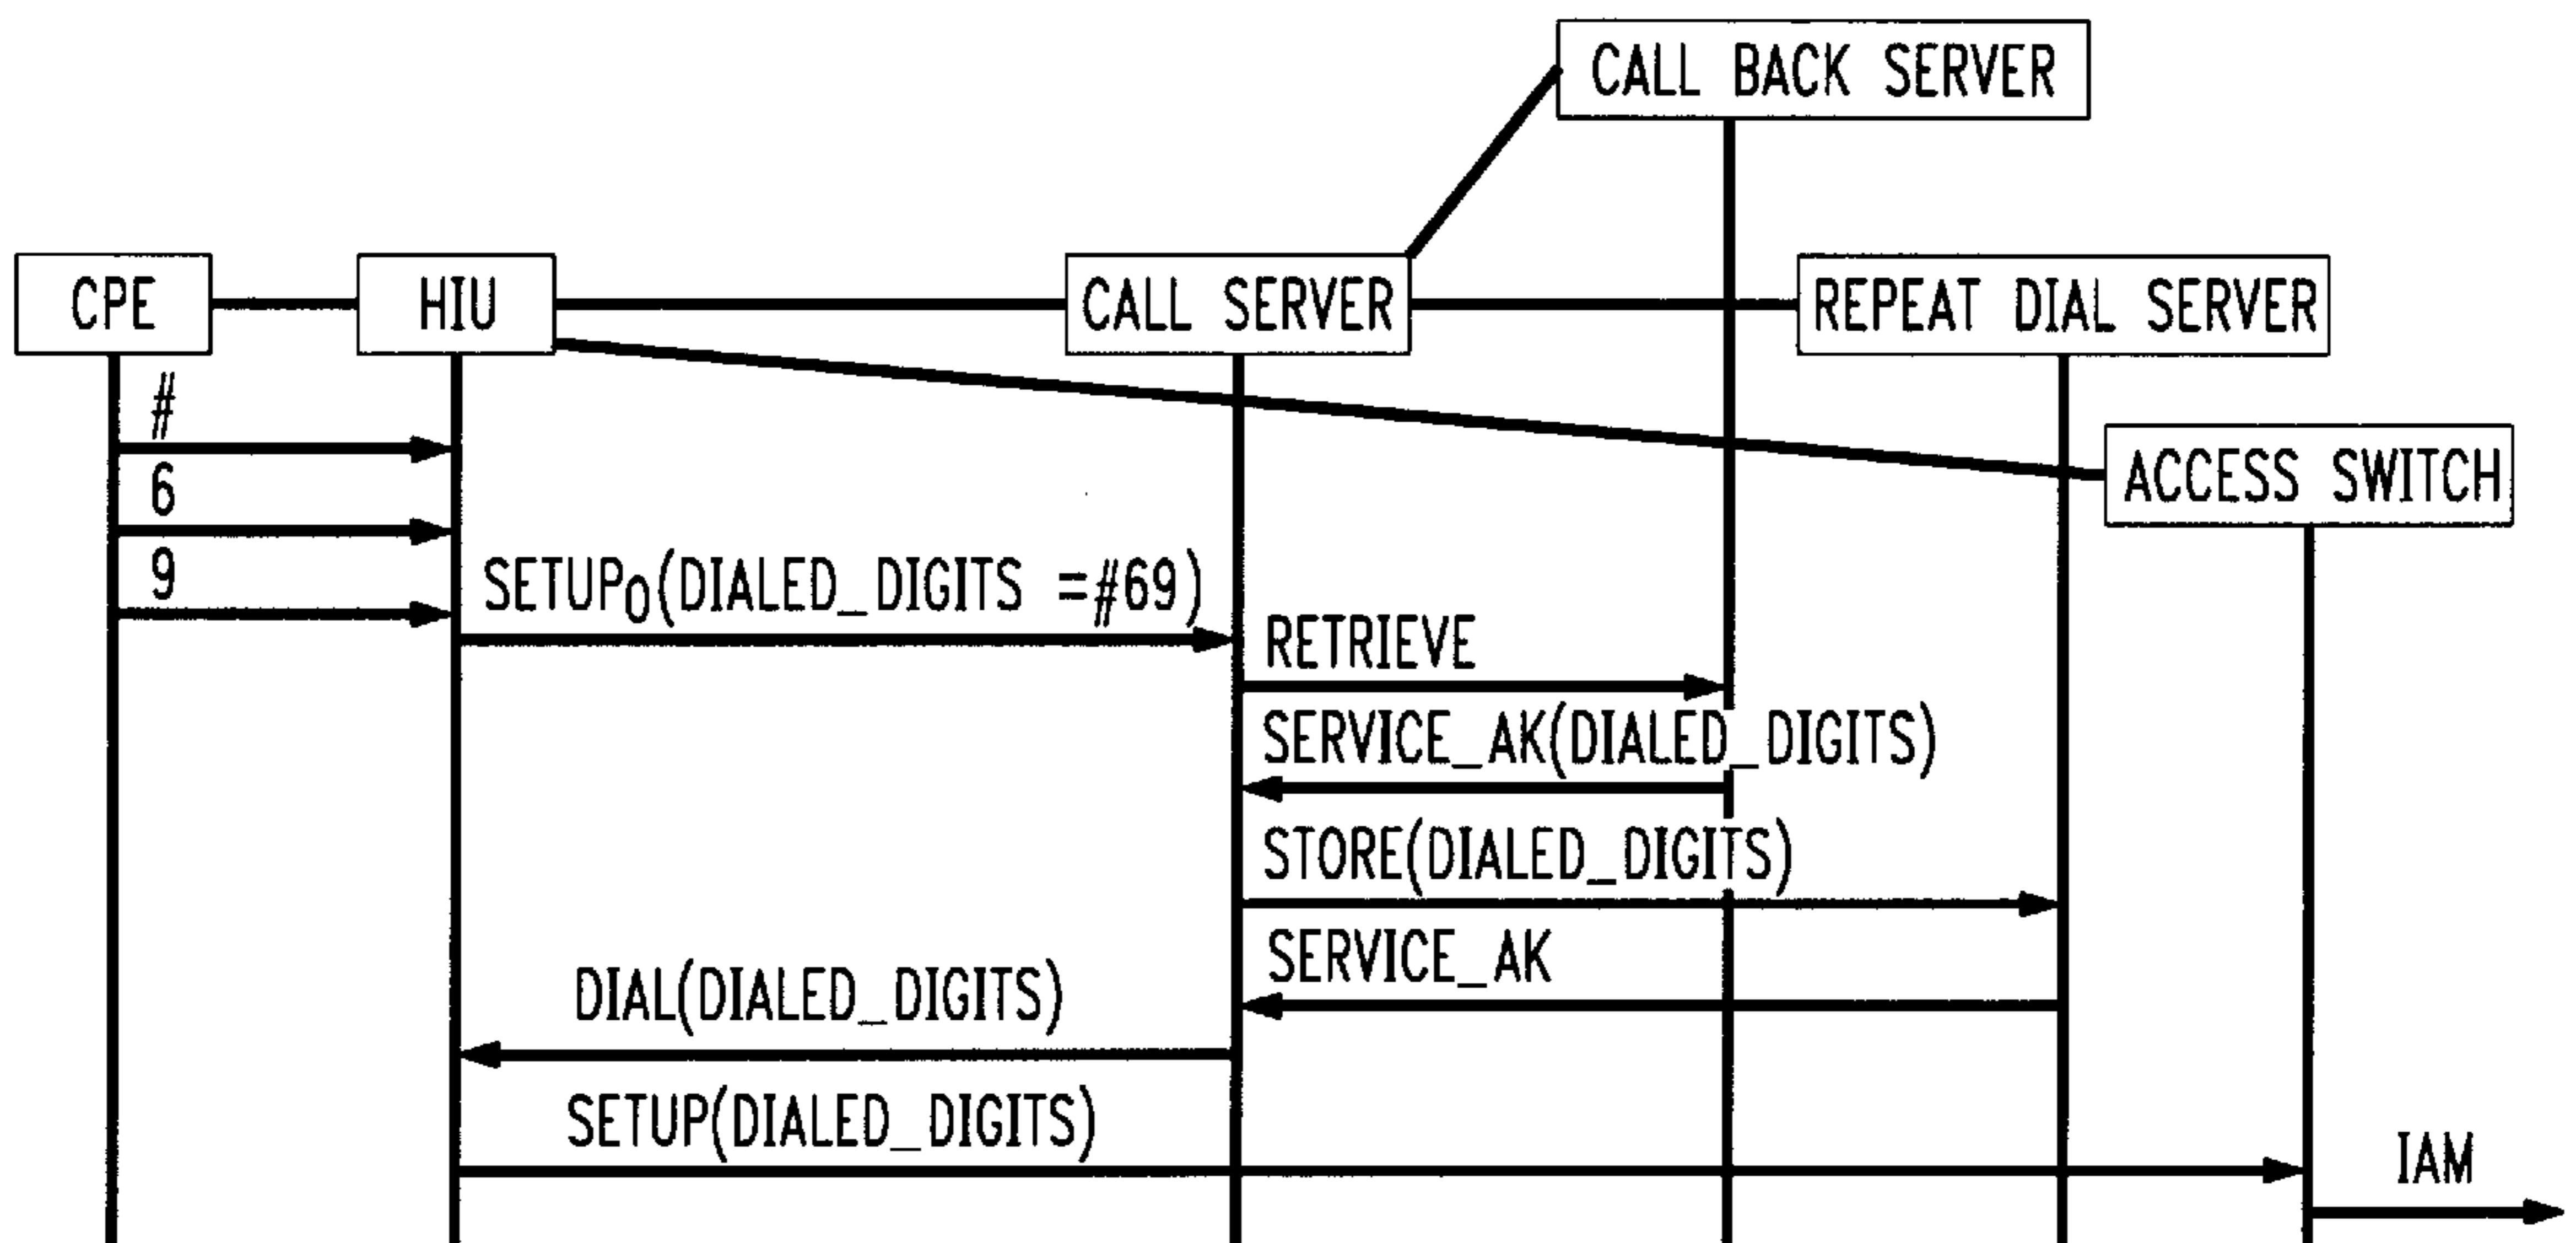 CALL BACK SERVER
CPE
HIU
CALL SERVER
REPEAT DIAL SERVER
ACCESS SWITCH
#
6
9
SETUP₀(DIALED_DIGITS =#69)
RETRIEVE
SERVICE_AK(DIALED_DIGITS)
STORE(DIALED_DIGITS)
SERVICE_AK
DIAL(DIALED_DIGITS)
SETUP(DIALED_DIGITS)
IAM